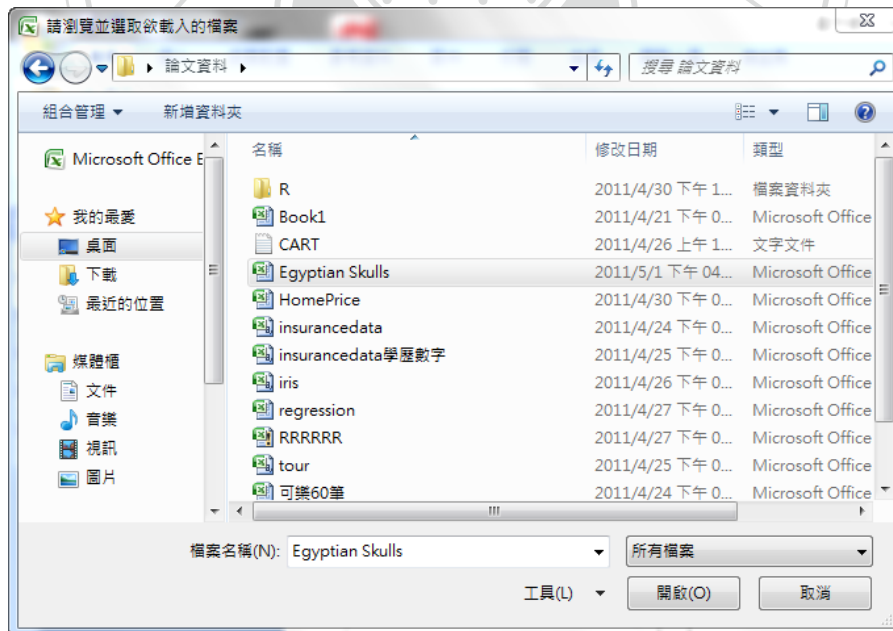 請瀏覽並選取欲載入的檔案
論文資料
搜尋 論文資料
組合管理 新增資料夾
Microsoft Office E
我的最愛
桌面
下載
最近的位置
媒體櫃
文件
音樂
視訊
圖片
名稱 修改日期 類型
R 2011/4/30 下午 1... 檔案資料夾
Book1 2011/4/21 下午 0... Microsoft Office
CART 2011/4/26 上午 1... 文字文件
Egyptian Skulls 2011/5/1 下午 04... Microsoft Office
HomePrice 2011/4/30 下午 0... Microsoft Office
insurancedata 2011/4/24 下午 0... Microsoft Office
insurancedata學歷數字 2011/4/25 下午 0... Microsoft Office
iris 2011/4/26 下午 0... Microsoft Office
regression 2011/4/27 下午 0... Microsoft Office
RRRRRR 2011/4/27 下午 0... Microsoft Office
tour 2011/4/25 下午 0... Microsoft Office
可樂60筆 2011/4/24 下午 0... Microsoft Office
檔案名稱(N): Egyptian Skulls 所有檔案
工具(L) 開啟(O) 取消